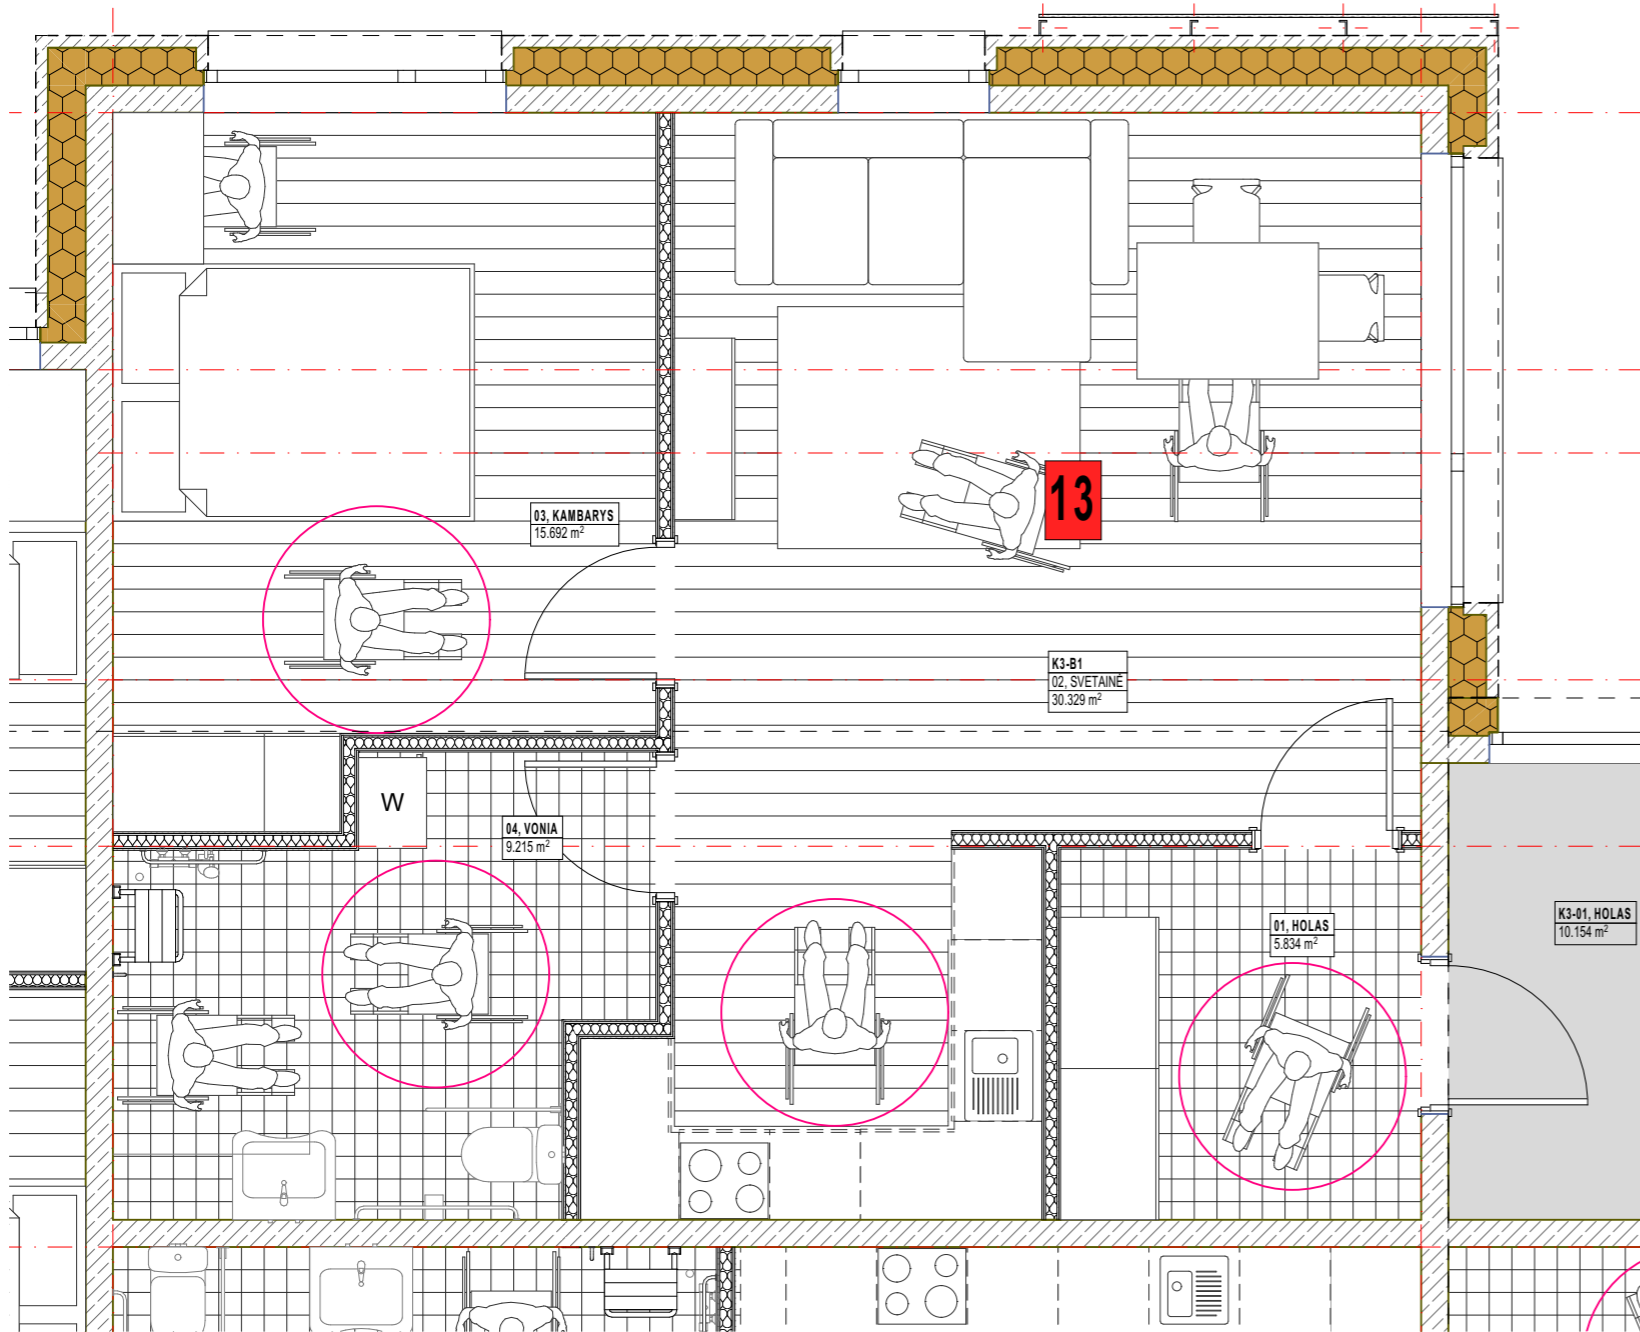 13
03, KAMBARYS
15.692 m²
K3-B1
02, SVETAINĖ
30.329 m²
W
04, VONIA
9.215 m²
01, HOLAS
5.834 m²
K3-01, HOLAS
10.154 m²